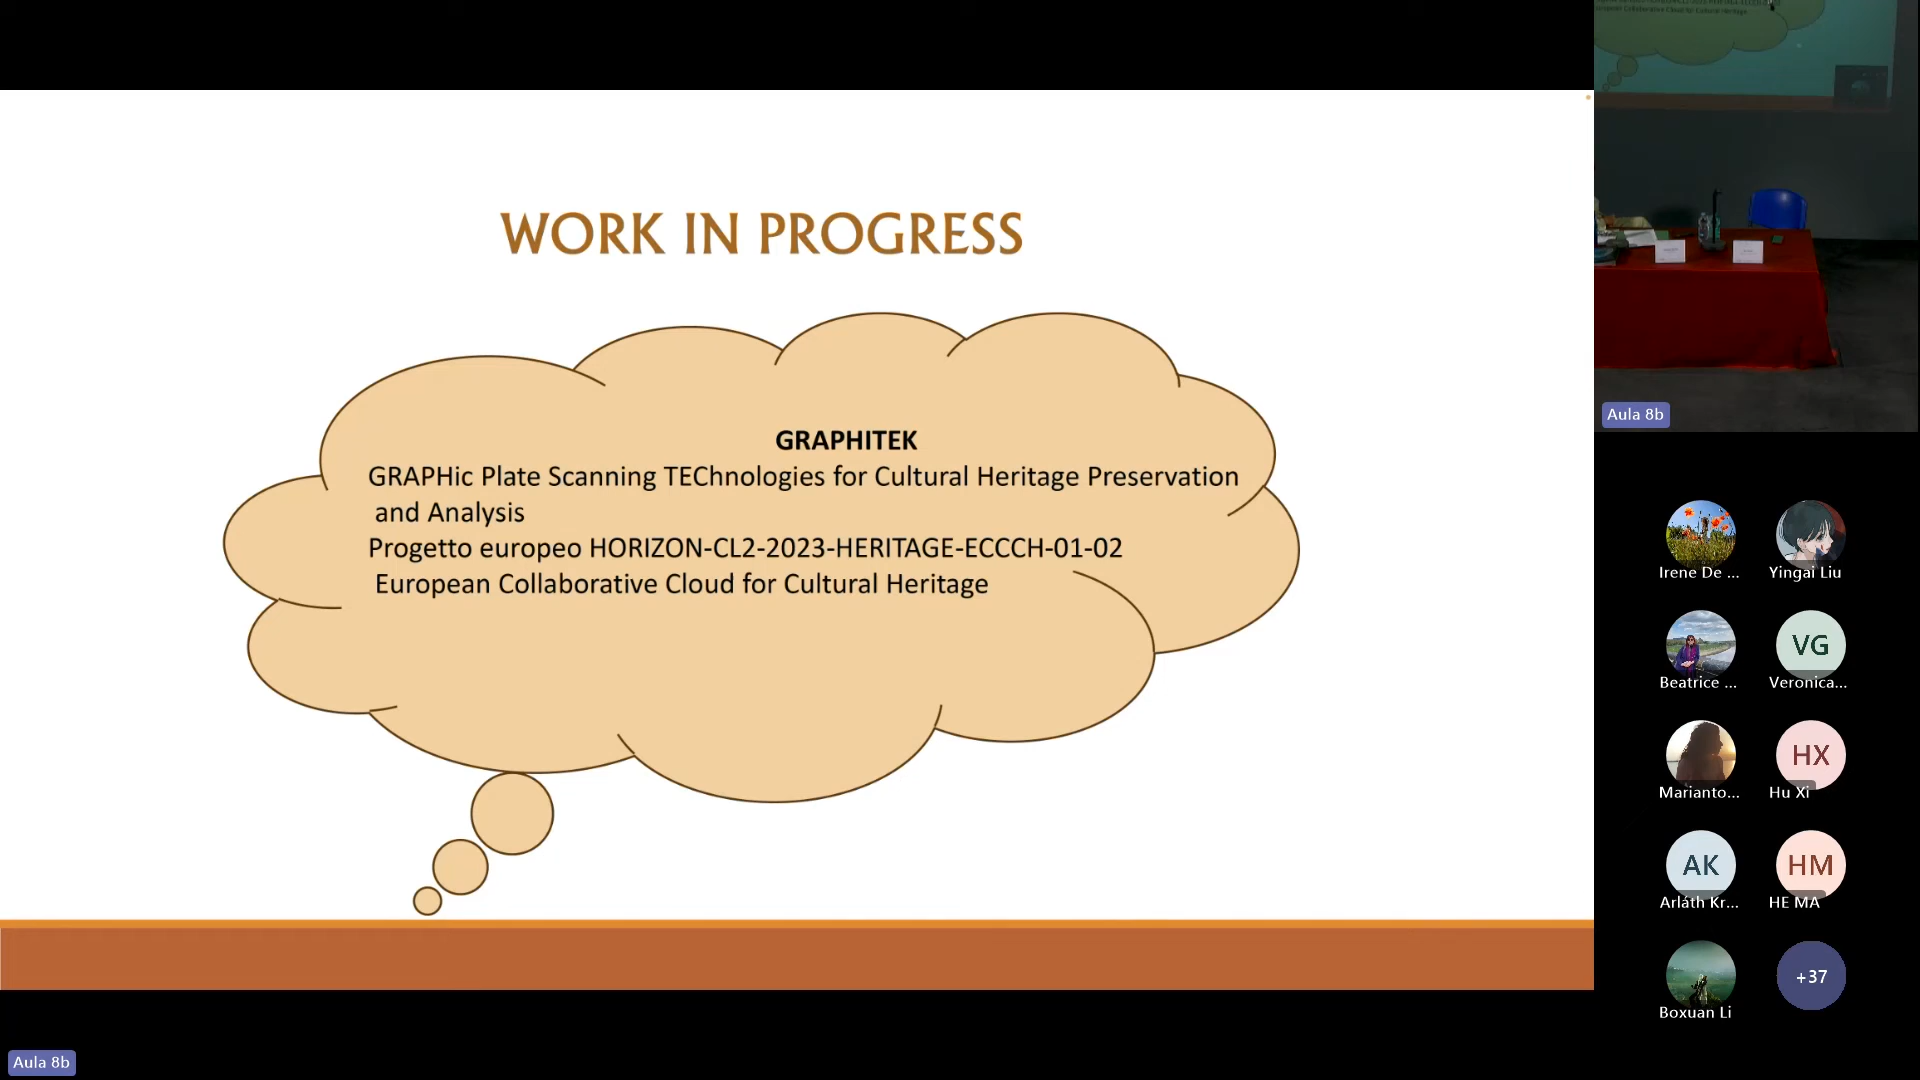 WORK IN PROGRESS
GRAPHITEK
GRAPHic Plate Scanning TEChnologies for Cultural Heritage Preservation
and Analysis
Progetto europeo HORIZON-CL2-2023-HERITAGE-ECCCH-01-02
European Collaborative Cloud for Cultural Heritage
Aula 8b
Aula 8b
Irene De ...
Yingai Liu
Beatrice ...
VG
Veronica...
Marianto...
HX
Hu Xi
AK
Arláth Kr...
HM
HE MA
Boxuan Li
+37